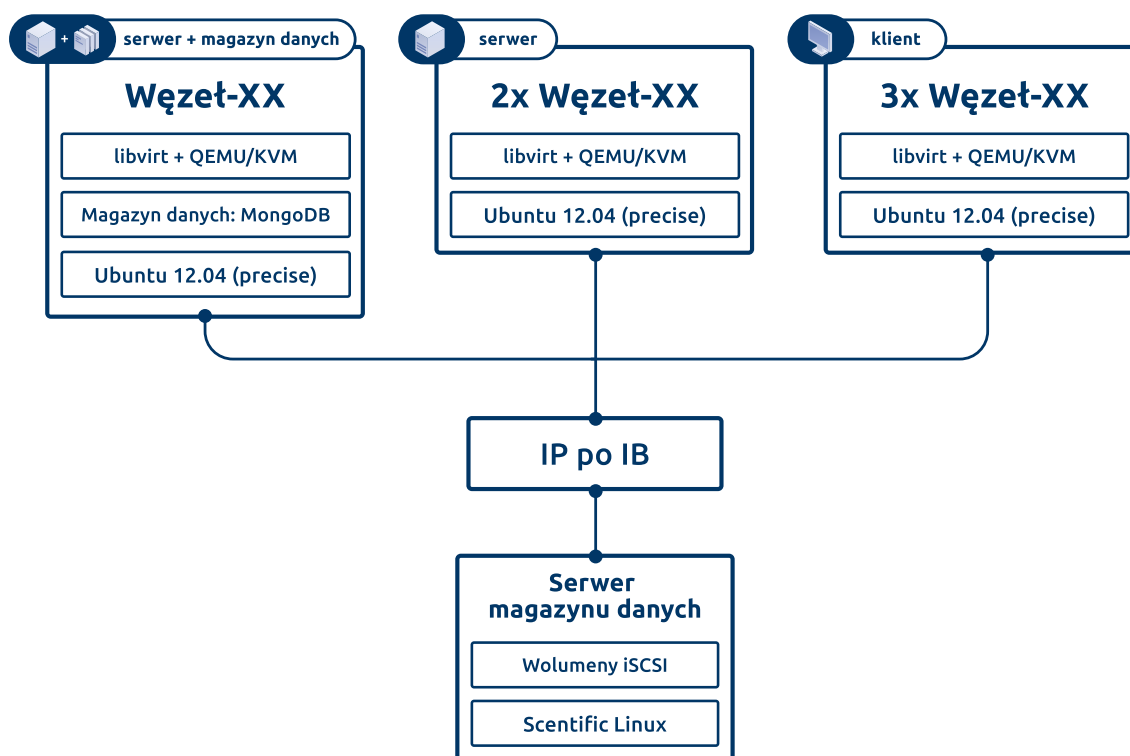 + serwer + magazyn danych
Węzeł-XX
libvirt + QEMU/KVM
Magazyn danych: MongoDB
Ubuntu 12.04 (precise)
serwer
2x Węzeł-XX
libvirt + QEMU/KVM
Ubuntu 12.04 (precise)
klient
3x Węzeł-XX
libvirt + QEMU/KVM
Ubuntu 12.04 (precise)
IP po IB
Serwer
magazynu danych
Wolumeny iSCSI
Scentific Linux